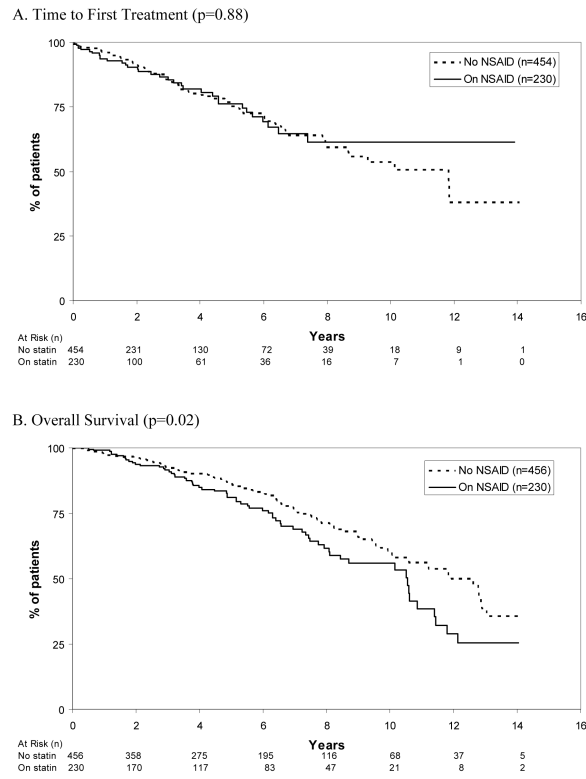 A. Time to First Treatment (p=0.88)
100
75
50
25
0
% of patients
No NSAID (n=454)
On NSAID (n=230)
0 2 4 6 8 10 12 14 16
Years
At Risk (n)
No statin 454 231 130 72 39 18 9 1
On statin 230 100 61 36 16 7 1 0
B. Overall Survival (p=0.02)
100
75
50
25
0
% of patients
No NSAID (n=456)
On NSAID (n=230)
0 2 4 6 8 10 12 14 16
Years
At Risk (n)
No statin 456 358 275 195 116 68 37 5
On statin 230 170 117 83 47 21 8 2